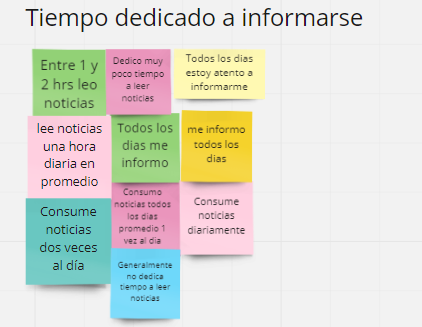 Tiempo dedicado a informarse
Entre 1 y
2 hrs leo
noticias
Dedico muy
poco tiempo
a leer
noticias
Todos los dias
estoy atento a
informarme
lee noticias
una hora
diaria en
promedio
Todos los
dias me
informo
me informo
todos los
dias
Consume
noticias
dos veces
al día
Consumo
noticias todos
los dias
promedio 1
vez al día
Consume
noticias
diariamente
Generalmente
no dedica
tiempo a leer
noticias